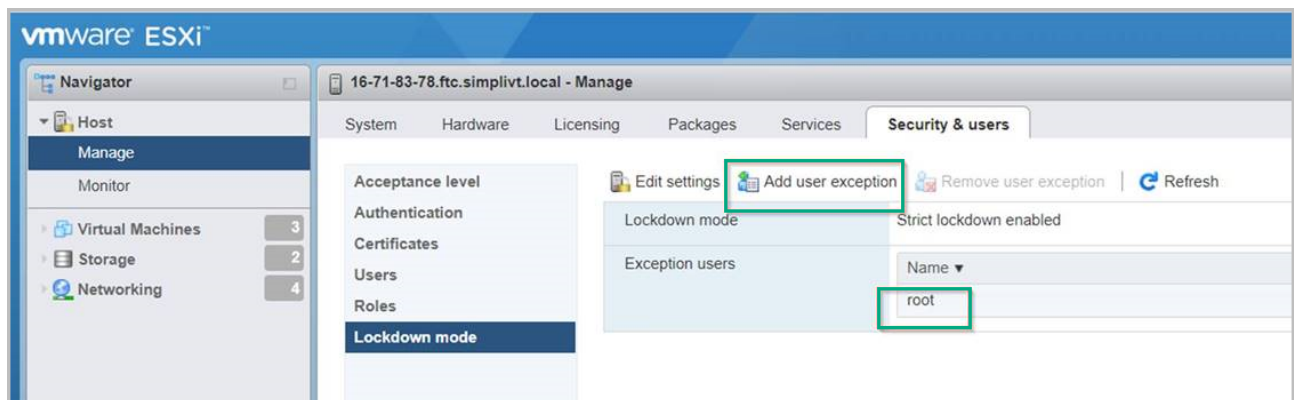 vmware ESXi™
Navigator
Host
Manage
Monitor
Virtual Machines 3
Storage 2
Networking 4
16-71-83-78.ftc.simplivt.local - Manage
System Hardware Licensing Packages Services Security & users
Acceptance level
Authentication
Certificates
Users
Roles
Lockdown mode
Edit settings Add user exception Remove user exception | Refresh
Lockdown mode Strict lockdown enabled
Exception users Name ▼
root